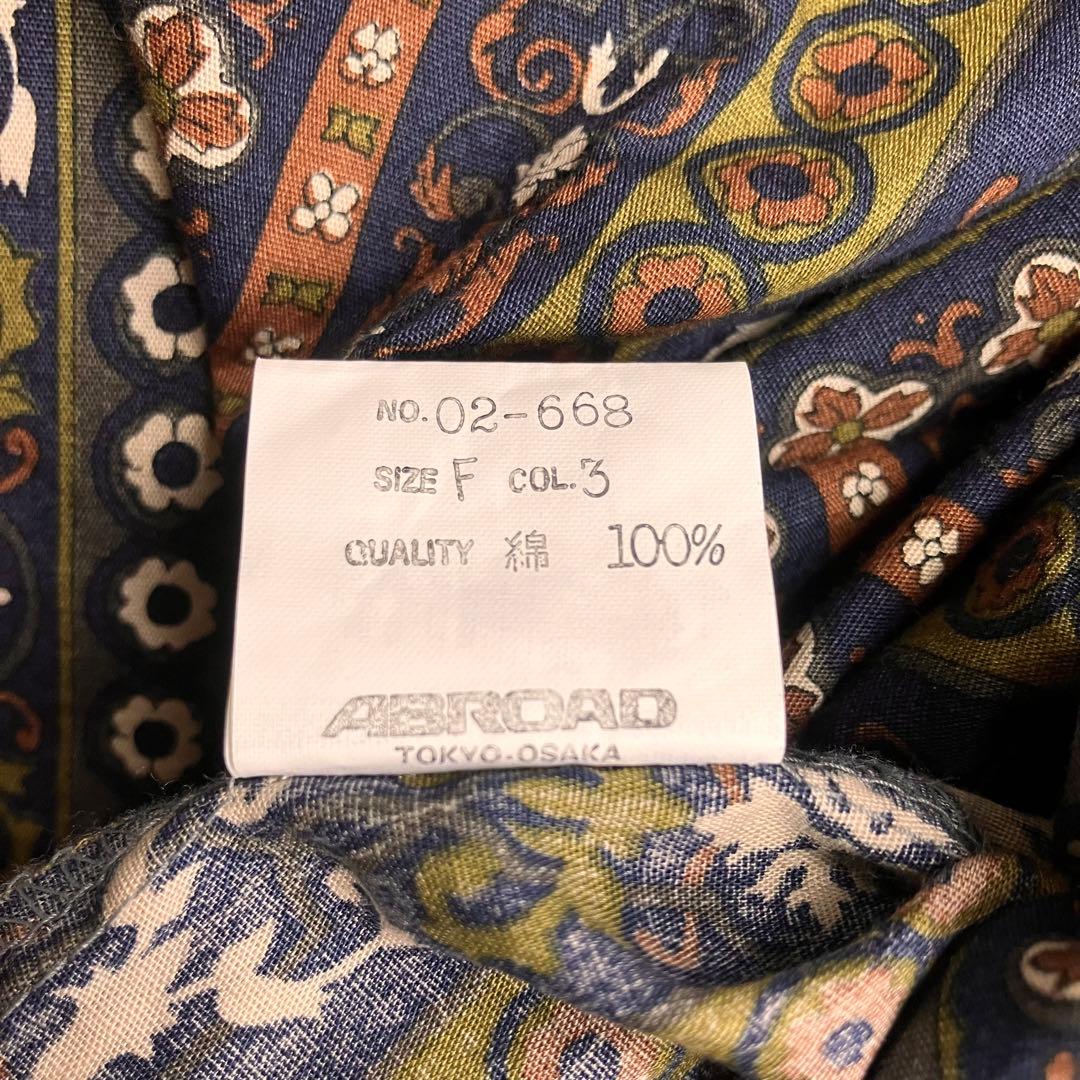 NO. 02-668
SIZE F COL. 3
QUALITY 綿 100%
ABROAD
TOKYO-OSAKA